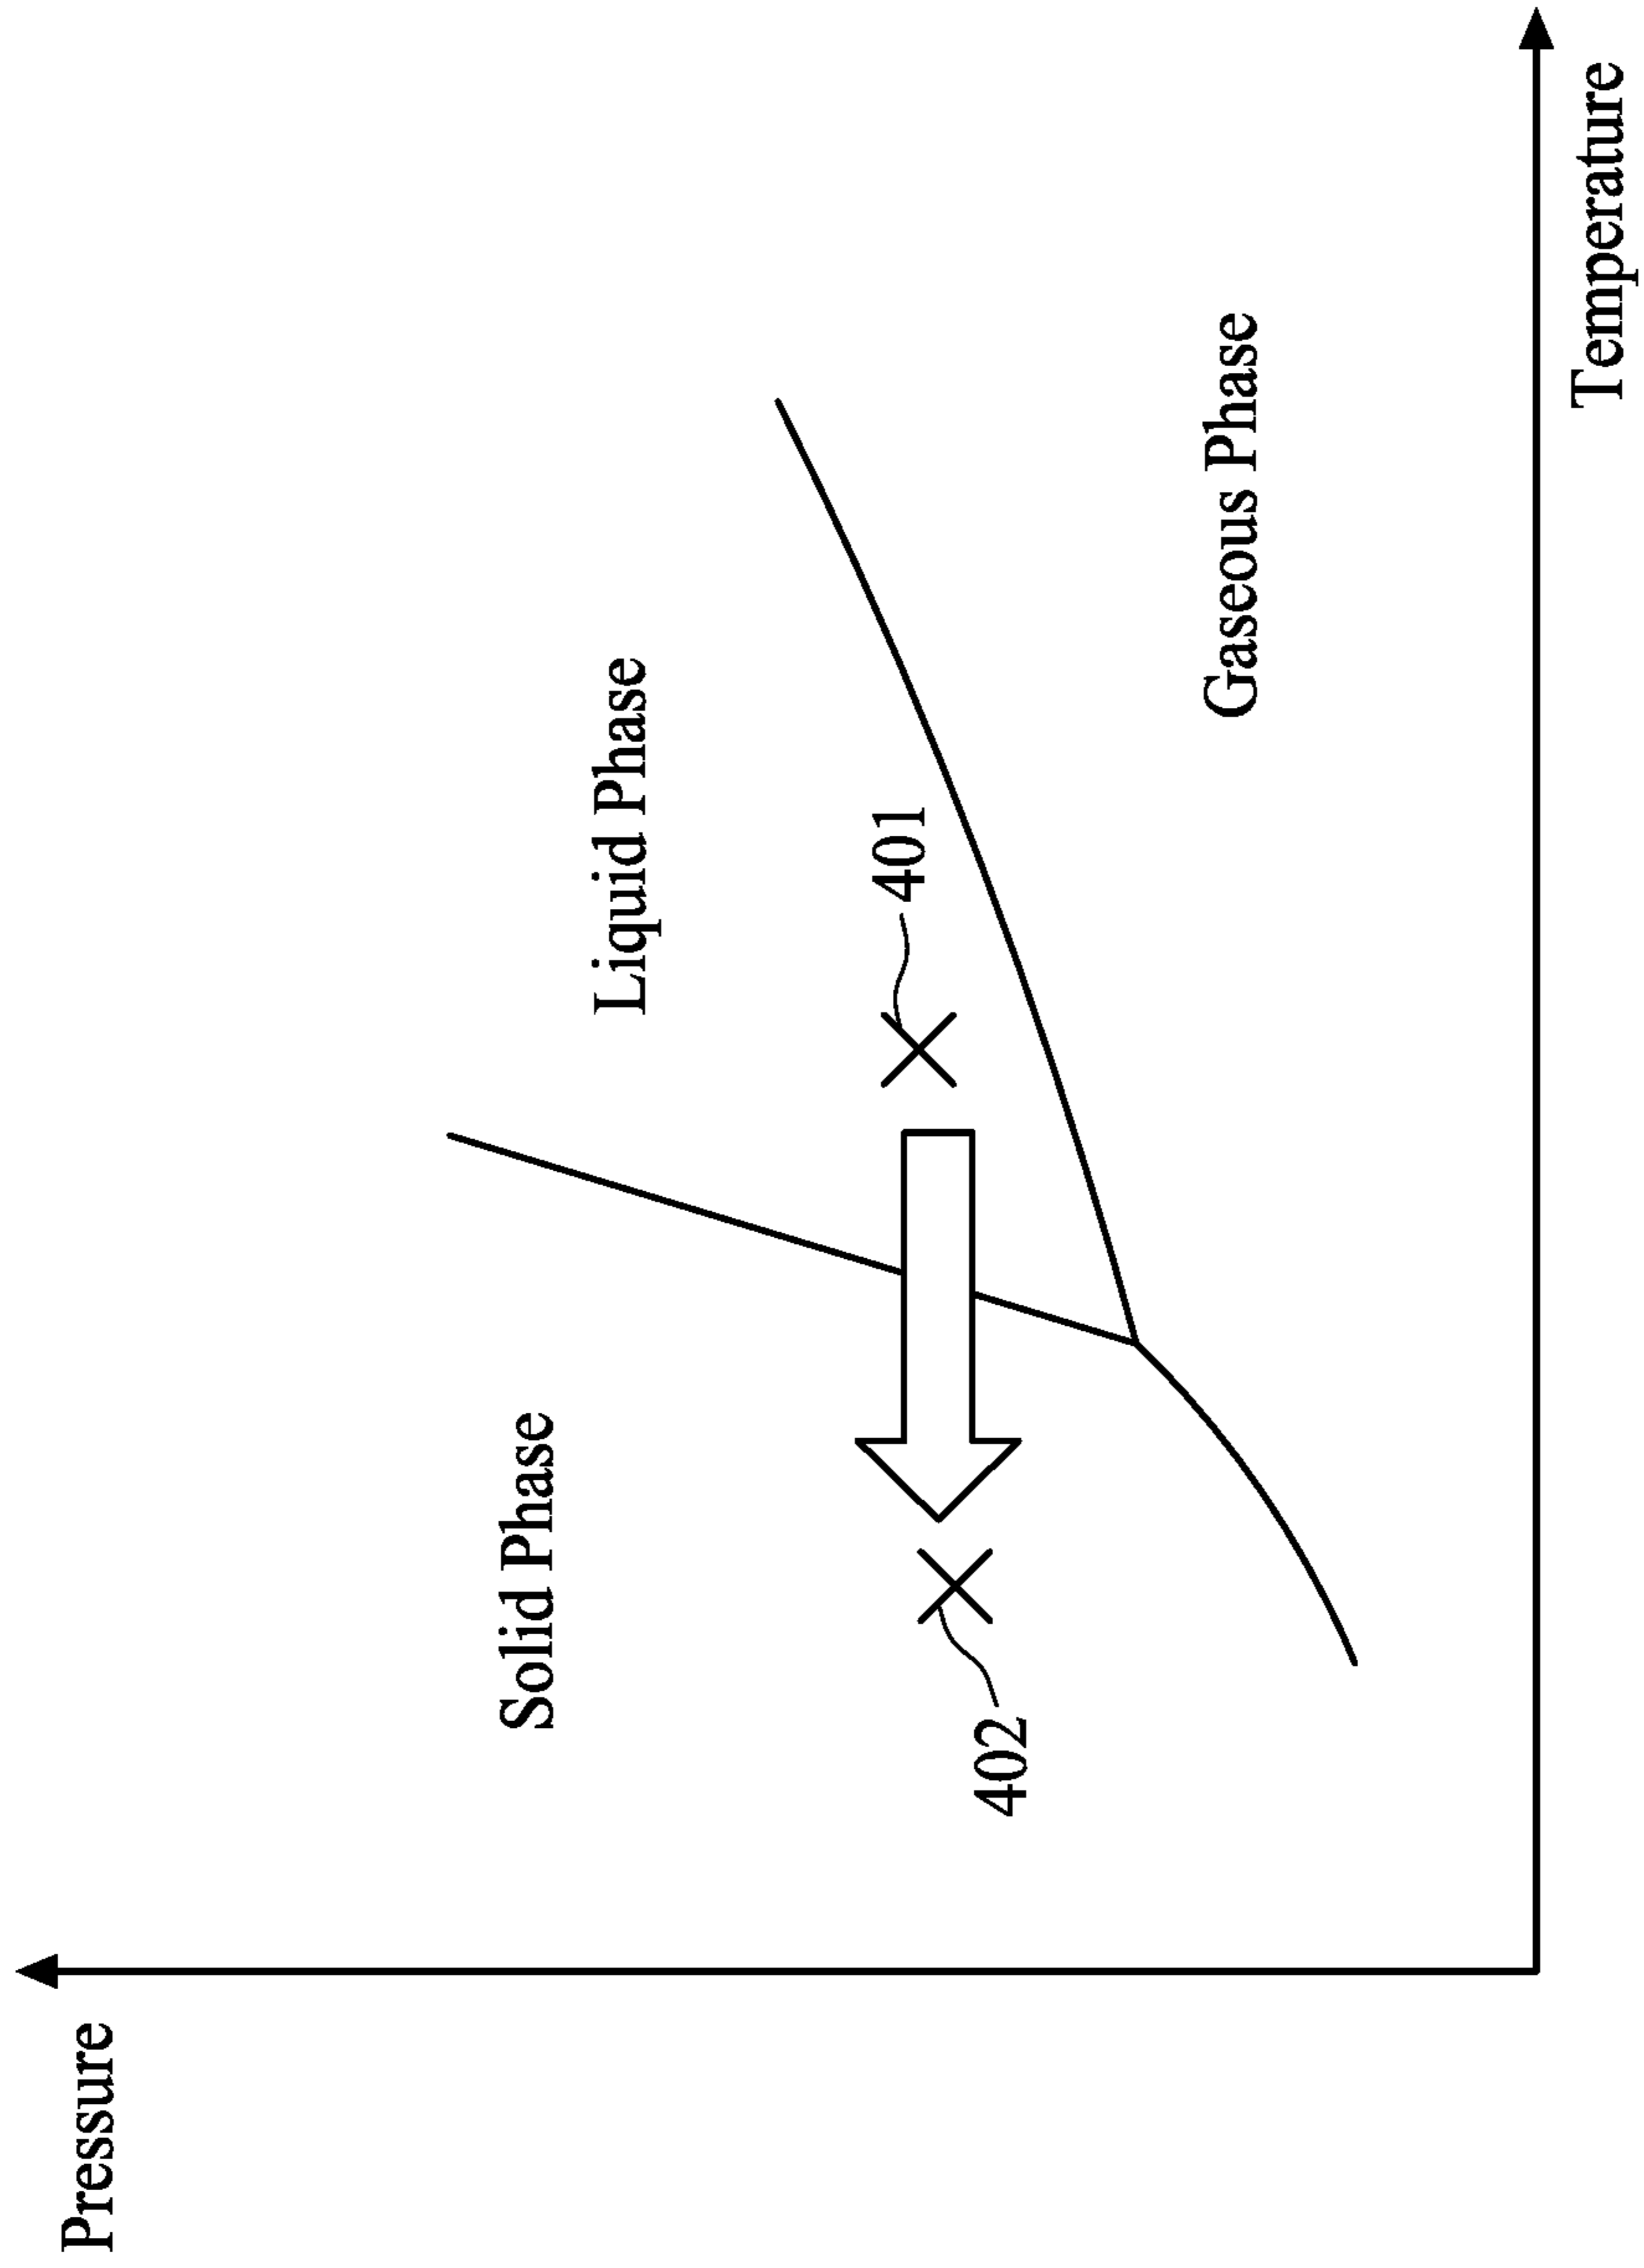 Pressure
Solid Phase
Liquid Phase
401
402
Gaseous Phase
Temperature